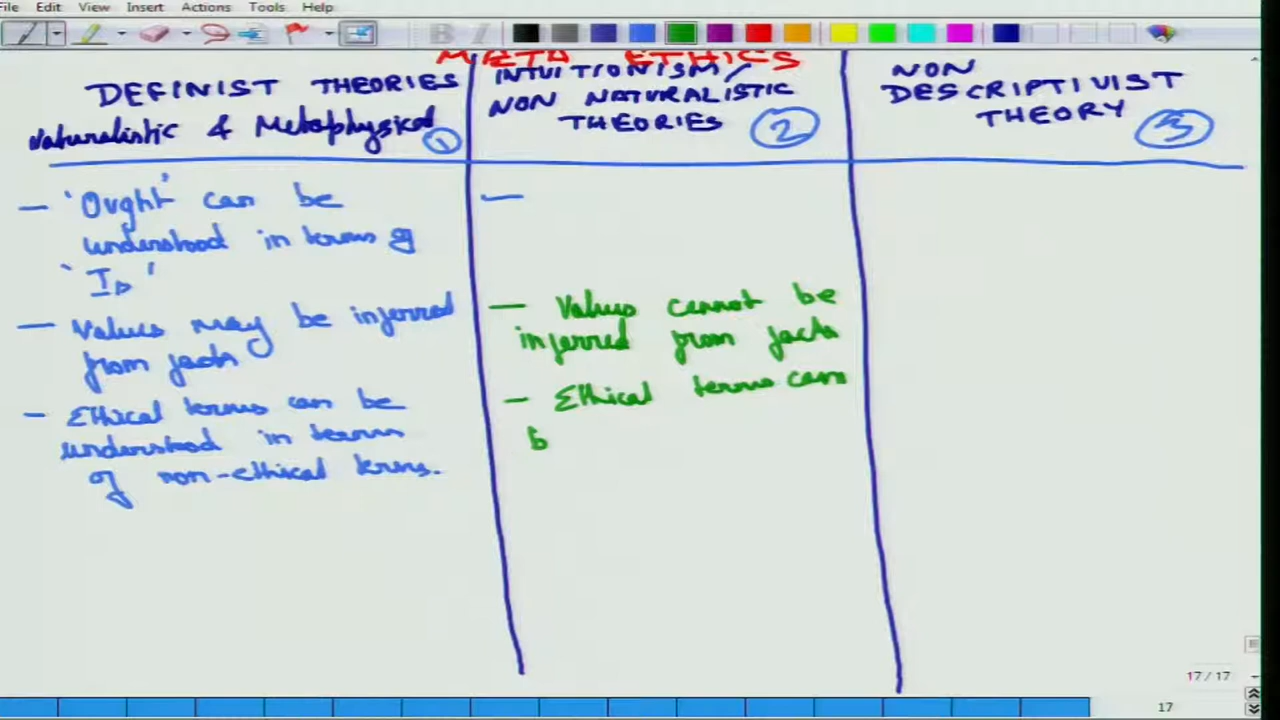 File Edit View Insert Actions Tools Help
META ETHICS
DEFINIST THEORIES
Naturalistic & Metaphysical
1
INTUITIONISM/
NON NATURALISTIC
THEORIES 2
NON
DESCRIPTIVIST
THEORY 3
- 'Ought' can be
understood in terms of
'Is'
- Values may be inferred
from facts
- Ethical terms can be
understood in terms
of non-ethical terms.
-
- Values cannot be
inferred from facts
- Ethical terms cann
b
17/17
17